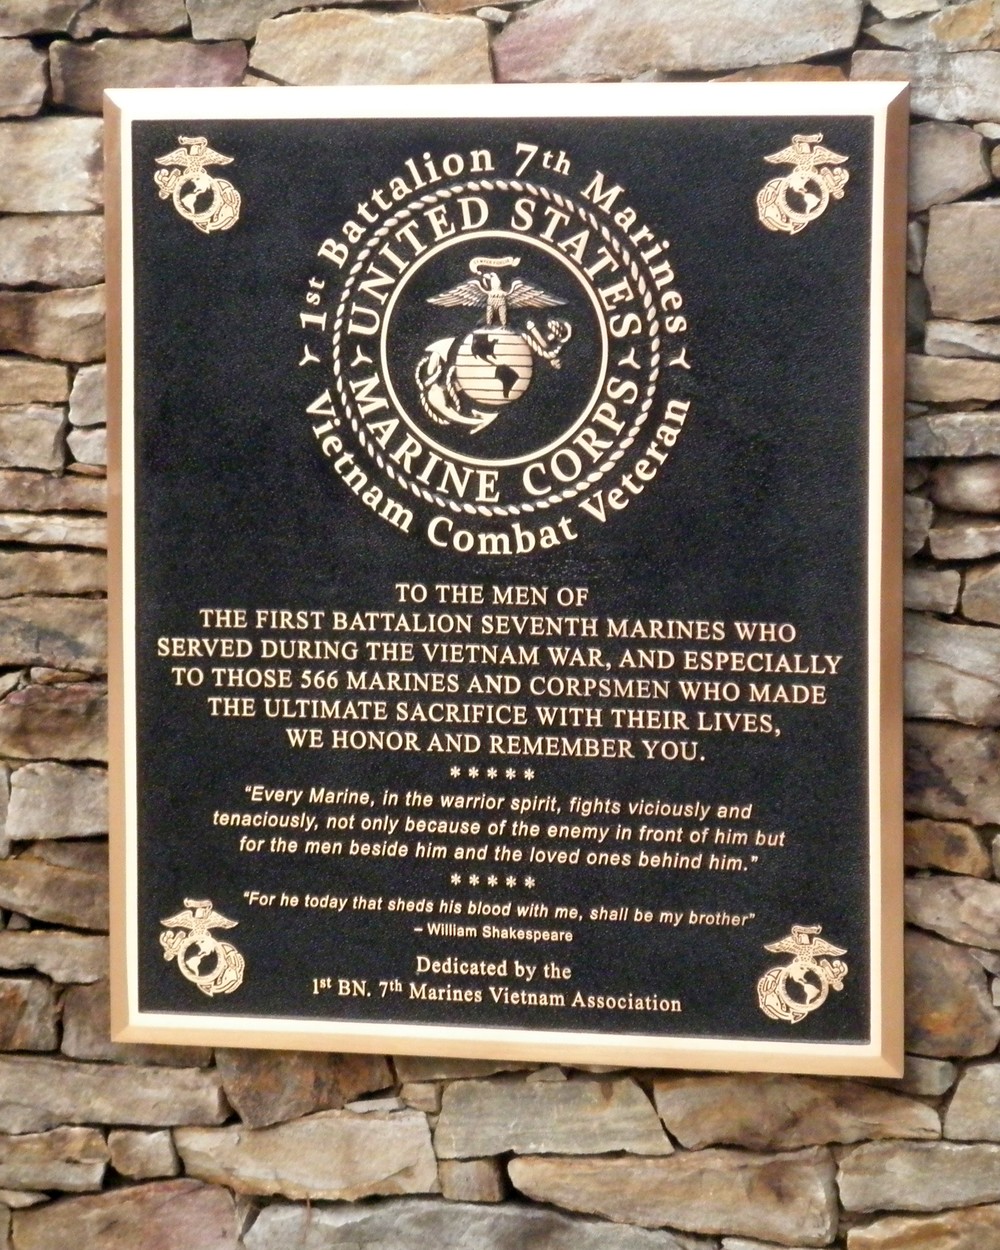 1st Battalion 7th Marines
UNITED STATES
MARINE CORPS
Vietnam Combat Veteran
TO THE MEN OF
THE FIRST BATTALION SEVENTH MARINES WHO
SERVED DURING THE VIETNAM WAR, AND ESPECIALLY
TO THOSE 566 MARINES AND CORPSMEN WHO MADE
THE ULTIMATE SACRIFICE WITH THEIR LIVES,
WE HONOR AND REMEMBER YOU.
*****
“Every Marine, in the warrior spirit, fights viciously and
tenaciously, not only because of the enemy in front of him but
for the men beside him and the loved ones behind him.”
*****
“For he today that sheds his blood with me, shall be my brother”
– William Shakespeare
Dedicated by the
1st BN. 7th Marines Vietnam Association